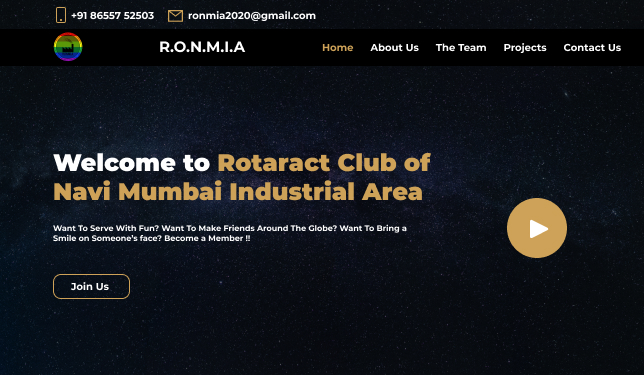 +91 86557 52503 ronmia2020@gmail.com
R.O.N.M.I.A Home About Us The Team Projects Contact Us
Welcome to Rotaract Club of
Navi Mumbai Industrial Area
Want To Serve With Fun? Want To Make Friends Around The Globe? Want To Bring a
Smile on Someone's face? Become a Member !!
Join Us